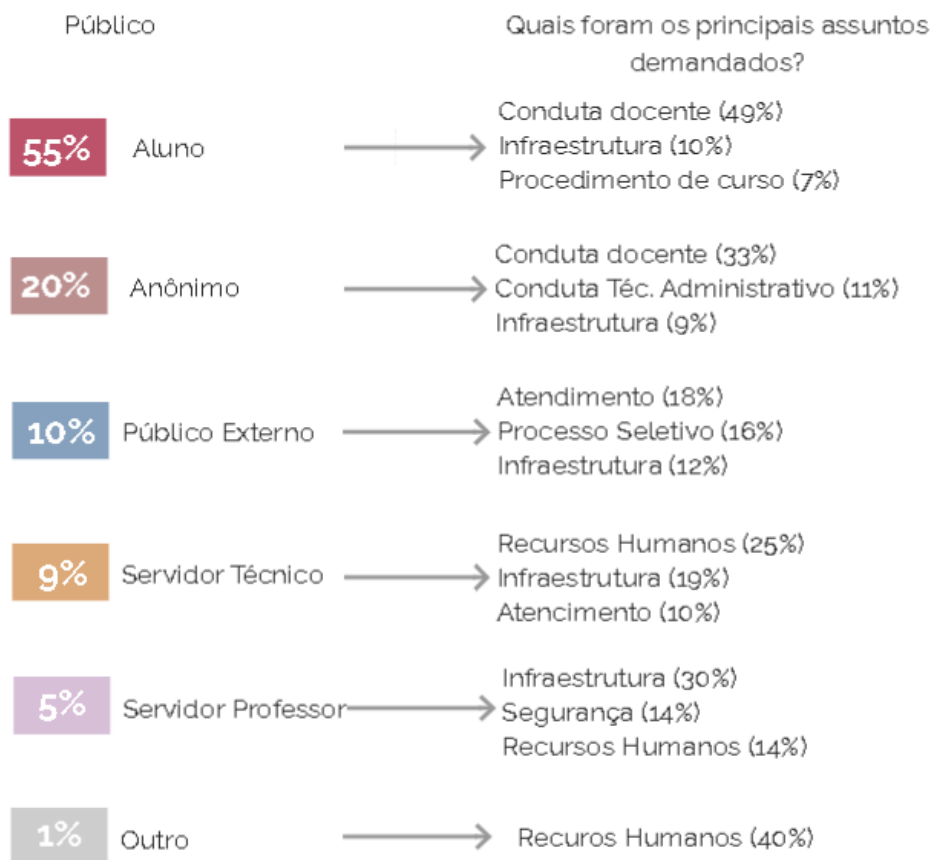 Público
Quais foram os principais assuntos
demandados?
55%
Aluno
Conduta docente (49%)
Infraestrutura (10%)
Procedimento de curso (7%)
20%
Anônimo
Conduta docente (33%)
Conduta Téc. Administrativo (11%)
Infraestrutura (9%)
10%
Público Externo
Atendimento (18%)
Processo Seletivo (16%)
Infraestrutura (12%)
9%
Servidor Técnico
Recursos Humanos (25%)
Infraestrutura (19%)
Atencimento (10%)
5%
Servidor Professor
Infraestrutura (30%)
Segurança (14%)
Recursos Humanos (14%)
1%
Outro
Recuros Humanos (40%)